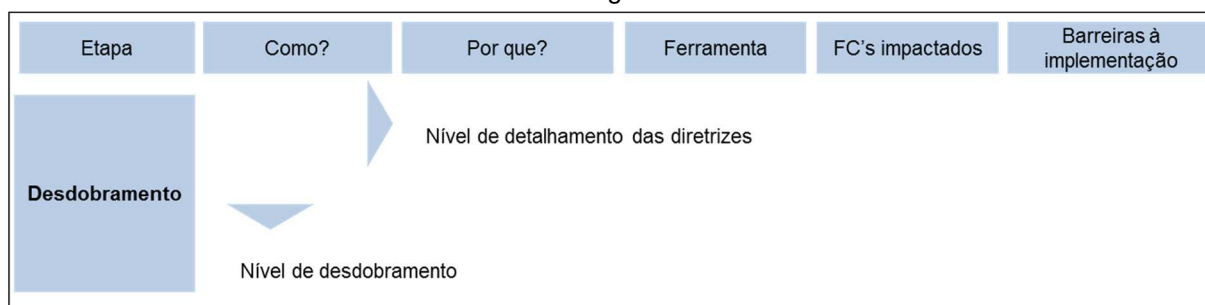 Etapa
Como?
Por que?
Ferramenta
FC's impactados
Barreiras à
implementação
Nível de detalhamento das diretrizes
Desdobramento
Nível de desdobramento